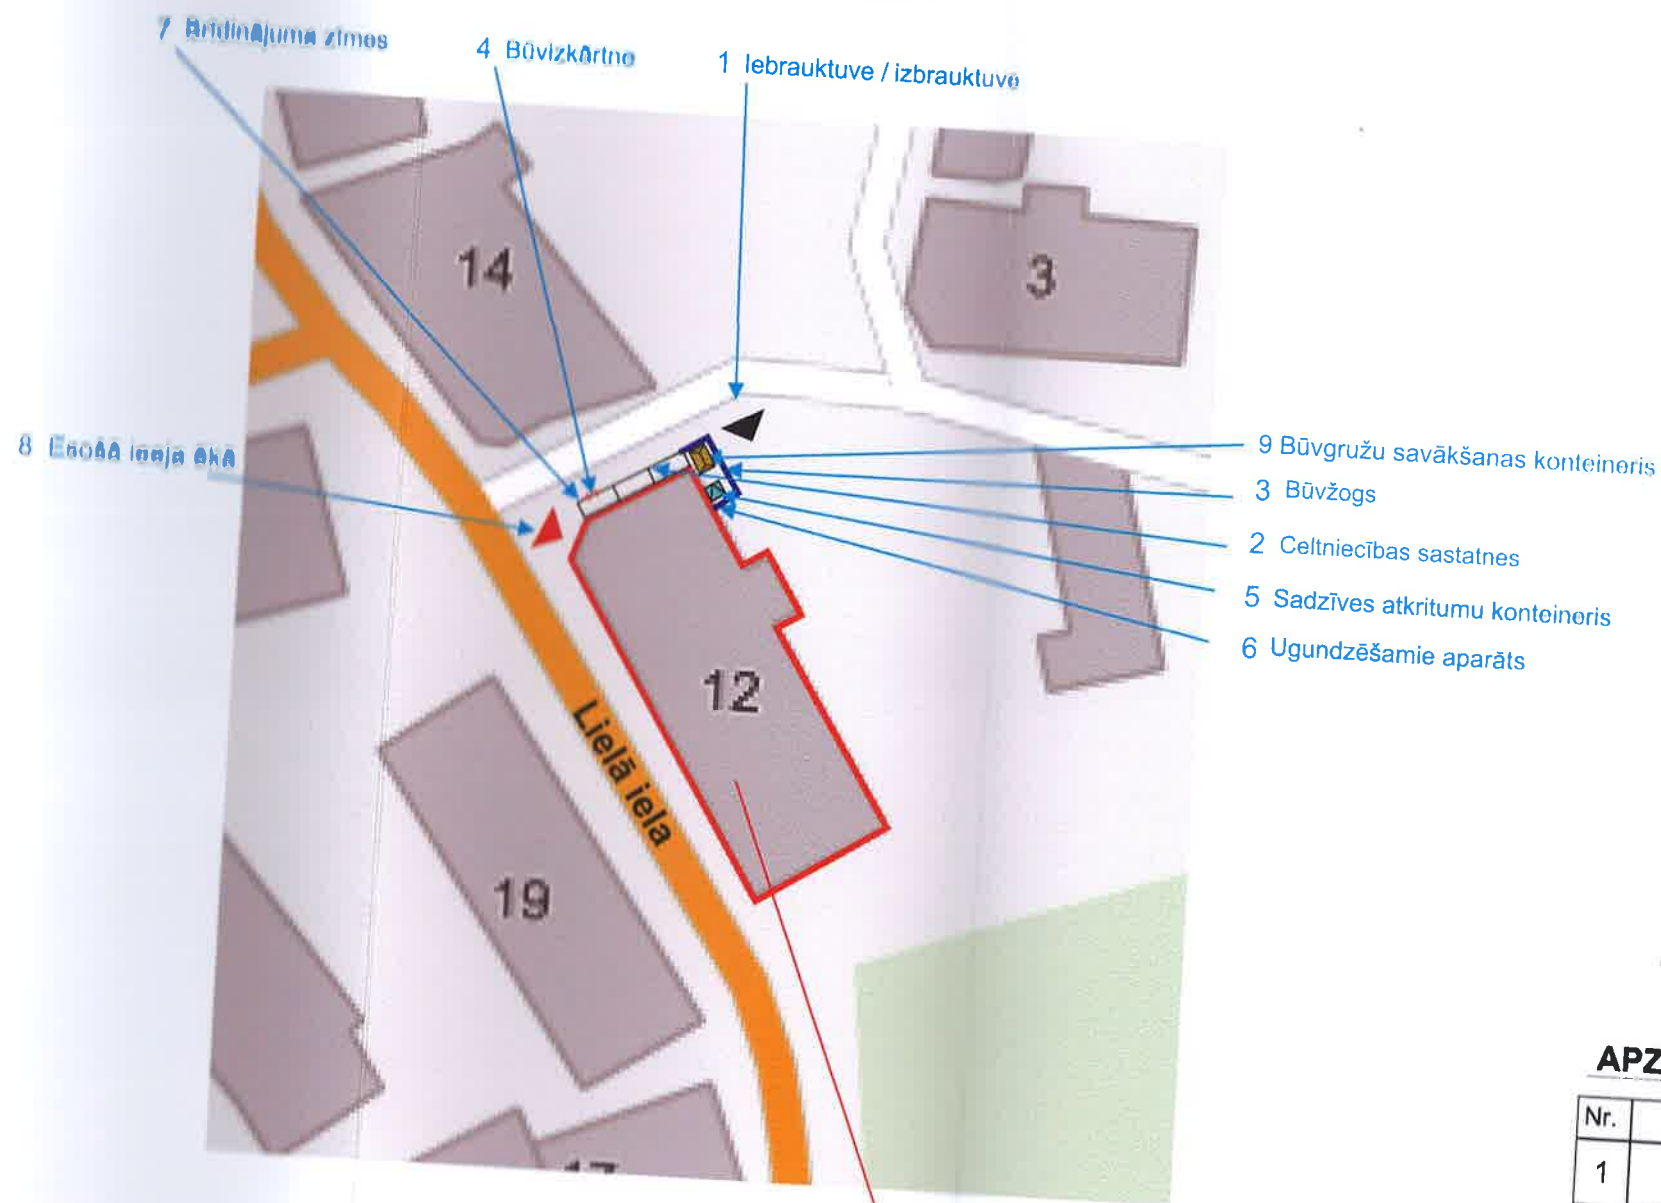 7 Brīdinājuma zīmes
4 Būvizkārtne
1 Iebrauktuve / izbrauktuve
14
3
8 Esošā ieeja ēkā
9 Būvgružu savākšanas konteineris
3 Būvžogs
2 Celtniecības sastatnes
5 Sadzīves atkritumu konteineris
6 Ugundzēšamie aparāts
12
Lielā iela
19
17
APZ
Nr.
1